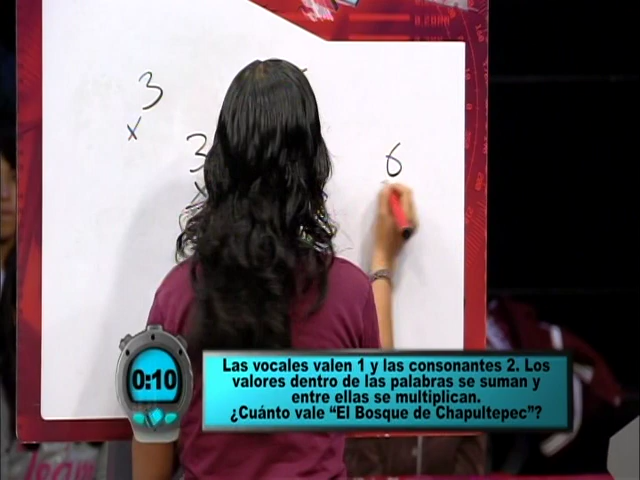 3
x
3
x
2
6
0:10
Las vocales valen 1 y las consonantes 2. Los
valores dentro de las palabras se suman y
entre ellas se multiplican.
¿Cuánto vale "El Bosque de Chapultepec"?